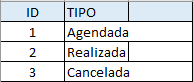 ID TIPO
1 Agendada
2 Realizada
3 Cancelada